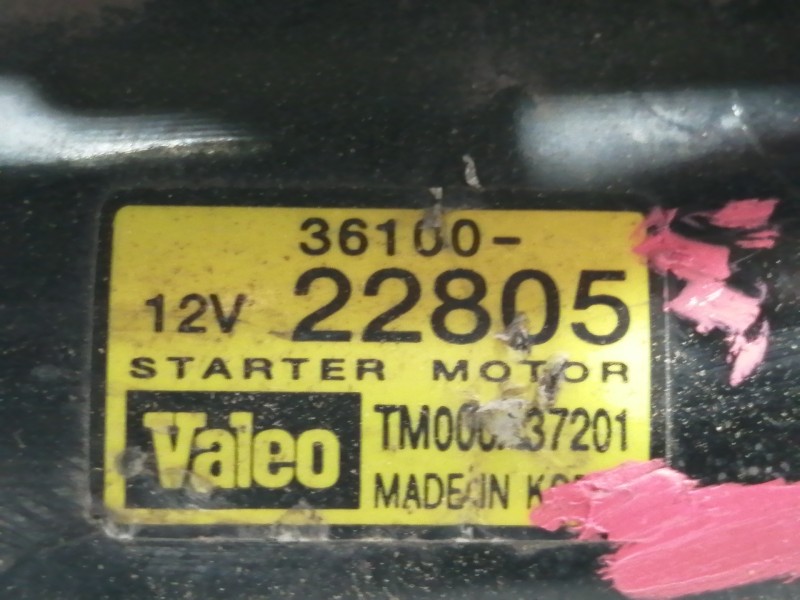 36100-
12V 22805
STARTER MOTOR
Valeo
MADE IN